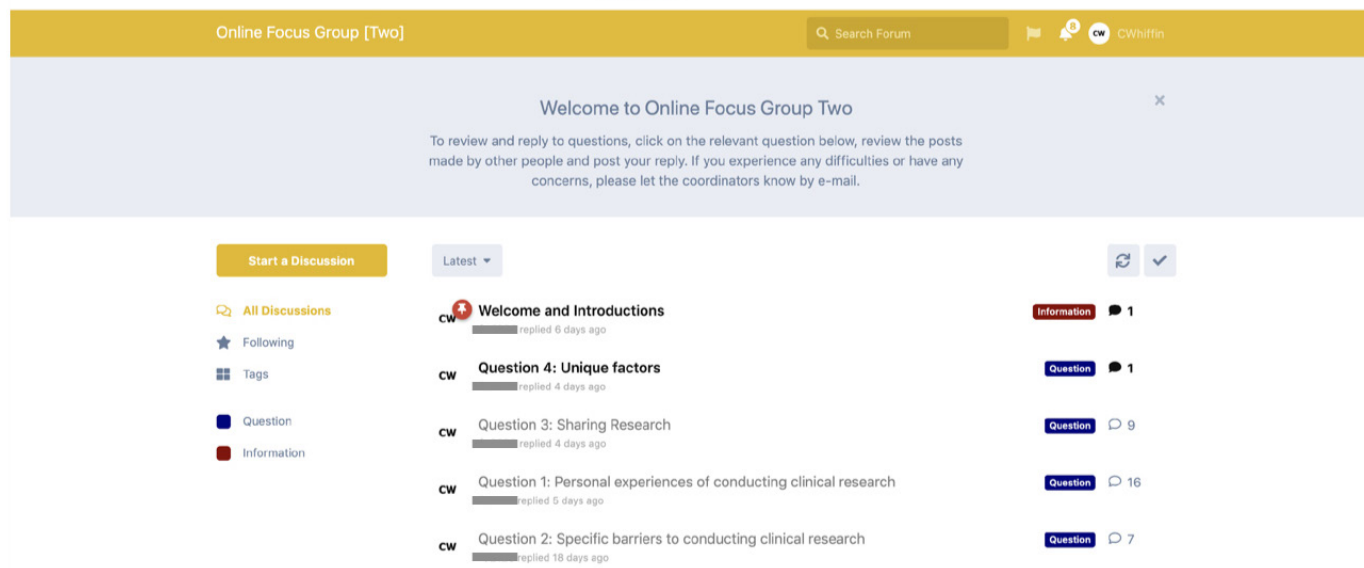 Online Focus Group [Two]
Search Forum
8
CW
CWhiffin
Welcome to Online Focus Group Two
To review and reply to questions, click on the relevant question below, review the posts
made by other people and post your reply. If you experience any difficulties or have any
concerns, please let the coordinators know by e-mail.
Start a Discussion
Latest
All Discussions
Following
Tags
Question
Information
CW
Welcome and Introductions
Information
1
replied 6 days ago
CW
Question 4: Unique factors
Question
1
replied 4 days ago
CW
Question 3: Sharing Research
Question
9
replied 4 days ago
CW
Question 1: Personal experiences of conducting clinical research
Question
16
replied 5 days ago
CW
Question 2: Specific barriers to conducting clinical research
Question
7
replied 18 days ago